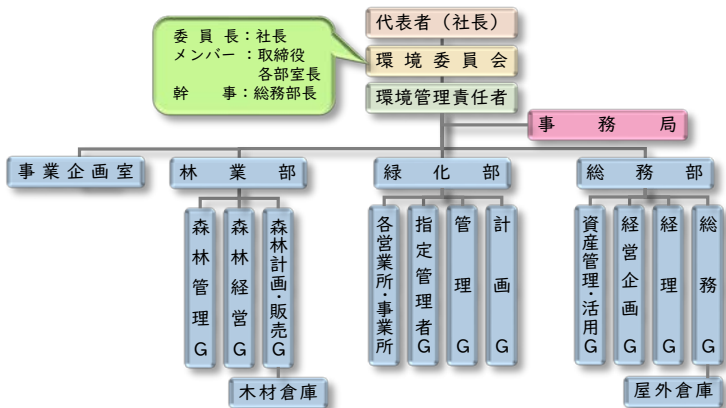 代表者（社長）
委員長：社長
メンバー：取締役
各部室長
幹事：総務部長
環境委員会
環境管理責任者
事務局
事業企画室
林業部
緑化部
総務部
森林管理G
森林経営G
森林計画・販売G
各営業所・事業所
指定管理者G
管理G
計画G
資産管理・活用G
経営企画G
経理G
総務G
木材倉庫
屋外倉庫